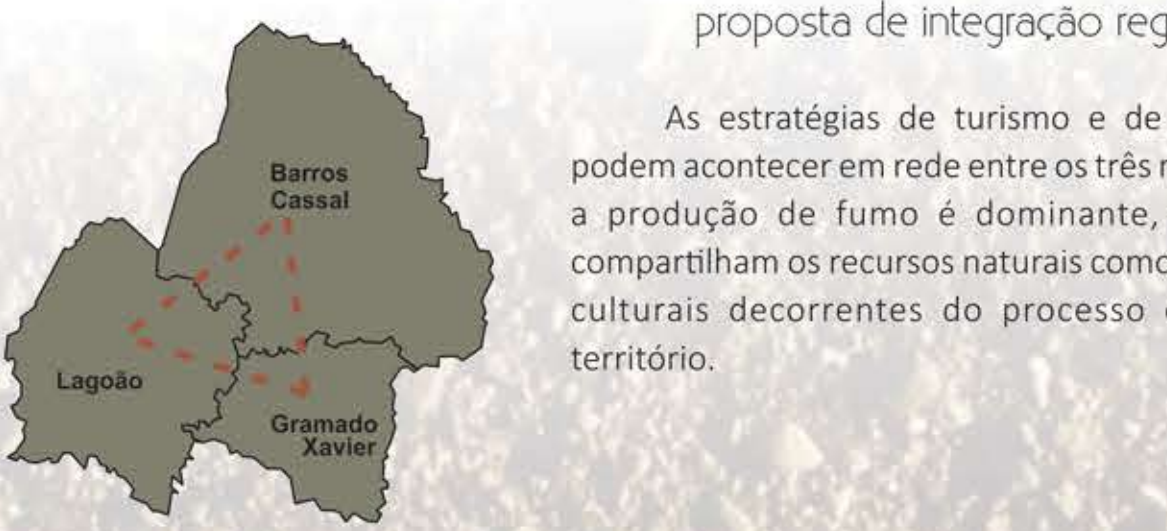 proposta de integração reg
As estratégias de turismo e de
podem acontecer em rede entre os três
a produção de fumo é dominante,
compartilham os recursos naturais como
culturais decorrentes do processo
território.
Barros
Cassal
Lagoão
Gramado
Xavier